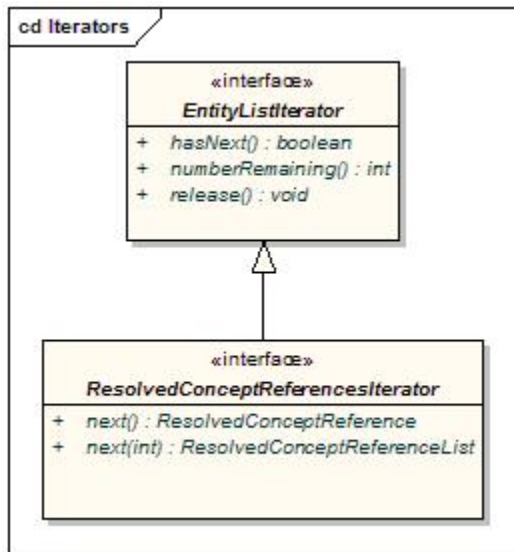 cd Iterators
«interface»
EntityListIterator
+ hasNext() : boolean
+ numberRemaining() : int
+ release() : void
«interface»
ResolvedConceptReferencesIterator
+ next() : ResolvedConceptReference
+ next(int) : ResolvedConceptReferenceList